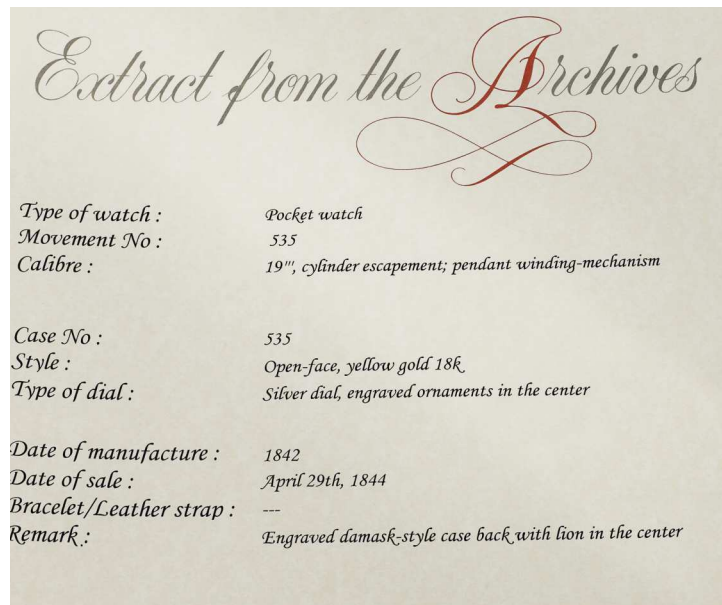 Extract from the Archives
Type of watch : Pocket watch
Movement No : 535
Calibre : 19''', cylinder escapement; pendant winding-mechanism
Case No : 535
Style : Open-face, yellow gold 18k
Type of dial : Silver dial, engraved ornaments in the center
Date of manufacture : 1842
Date of sale : April 29th, 1844
Bracelet/Leather strap : ---
Remark : Engraved damask-style case back with lion in the center